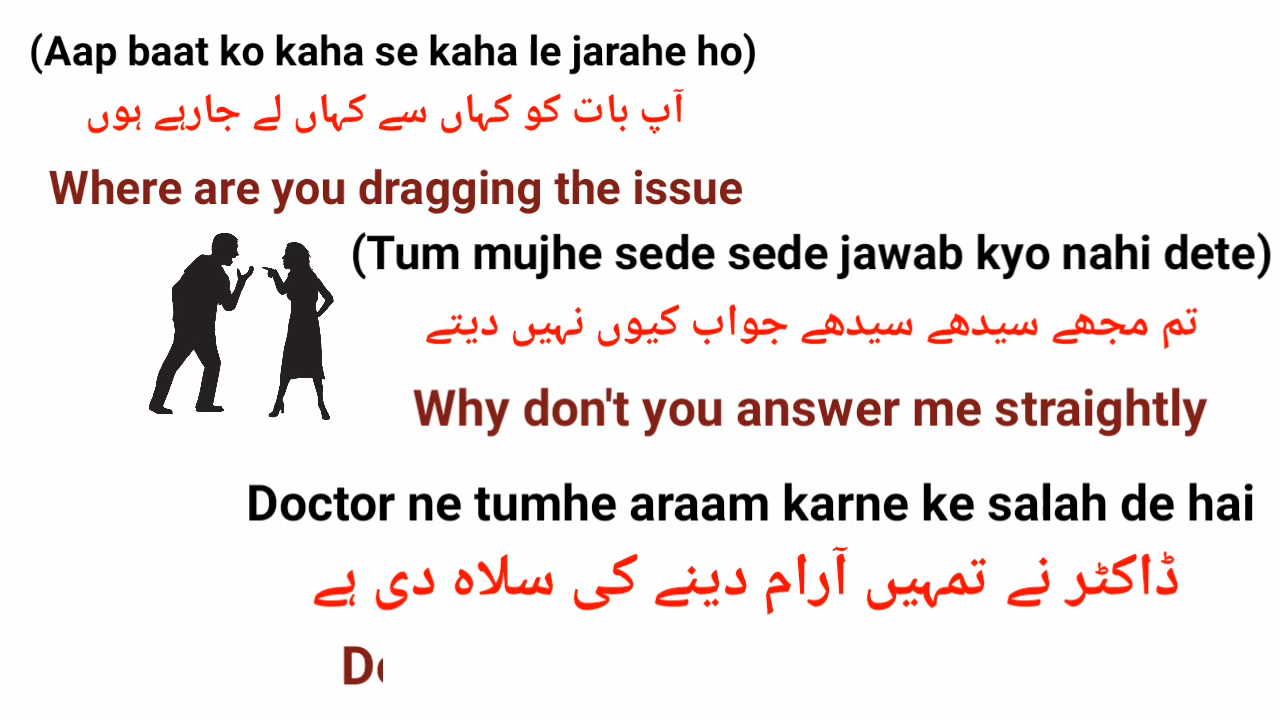 (Aap baat ko kaha se kaha le jarahe ho)
آپ بات کو کہاں سے کہاں لے جارہے ہوں
Where are you dragging the issue
(Tum mujhe sede sede jawab kyo nahi dete)
تم مجھے سیدھے سیدھے جواب کیوں نہیں دیتے
Why don't you answer me straightly
Doctor ne tumhe araam karne ke salah de hai
ڈاکٹر نے تمہیں آرام دینے کی سلاہ دی ہے